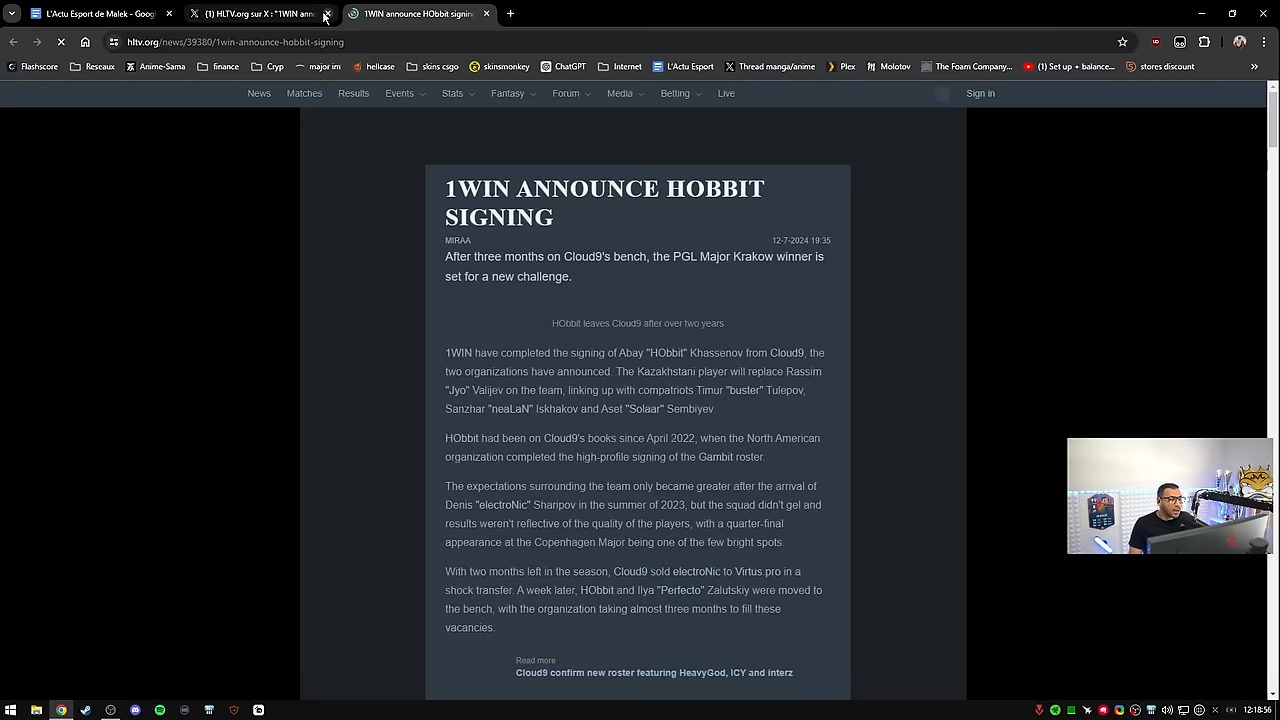 L'Actu Esport de Malek - Googl
(1) HLTV.org sur X : "1WIN anno
1WIN announce HObbit signin
hltv.org/news/39380/1win-announce-hobbit-signing
Flashscore
Reseaux
Anime-Sama
finance
Cryp
major im
hellcase
skins csgo
skinsmonkey
ChatGPT
Internet
L'Actu Esport
Thread manga/anime
Plex
Molotov
The Foam Company...
(1) Set up + balance...
stores discount
News
Matches
Results
Events
Stats
Fantasy
Forum
Media
Betting
Live
Sign in
1WIN ANNOUNCE HOBBIT
SIGNING
MIRAA
12-7-2024 19:35
After three months on Cloud9's bench, the PGL Major Krakow winner is
set for a new challenge.
HObbit leaves Cloud9 after over two years
1WIN have completed the signing of Abay "HObbit" Khassenov from Cloud9, the
two organizations have announced. The Kazakhstani player will replace Rassim
"Jyo" Valijev on the team, linking up with compatriots Timur "buster" Tulepov,
Sanzhar "neaLaN" Iskhakov and Aset "Solaar" Sembiyev.
HObbit had been on Cloud9's books since April 2022, when the North American
organization completed the high-profile signing of the Gambit roster.
The expectations surrounding the team only became greater after the arrival of
Denis "electroNic" Sharipov in the summer of 2023, but the squad didn't gel and
results weren't reflective of the quality of the players, with a quarter-final
appearance at the Copenhagen Major being one of the few bright spots.
With two months left in the season, Cloud9 sold electroNic to Virtus.pro in a
shock transfer. A week later, HObbit and Ilya "Perfecto" Zalutskiy were moved to
the bench, with the organization taking almost three months to fill these
vacancies.
Read more
Cloud9 confirm new roster featuring HeavyGod, ICY and interz
12:18:56